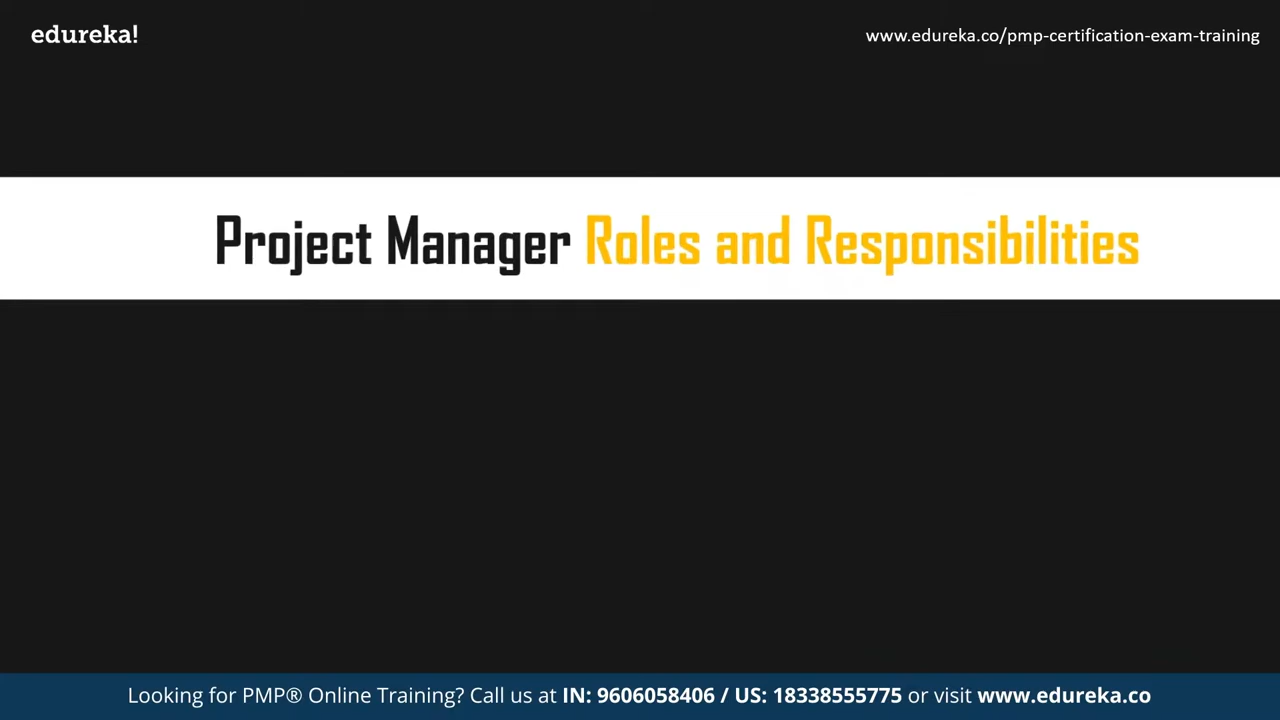 edureka!
www.edureka.co/pmp-certification-exam-training
Project Manager Roles and Responsibilities
Looking for PMP® Online Training? Call us at IN: 9606058406 / US: 18338555775 or visit www.edureka.co